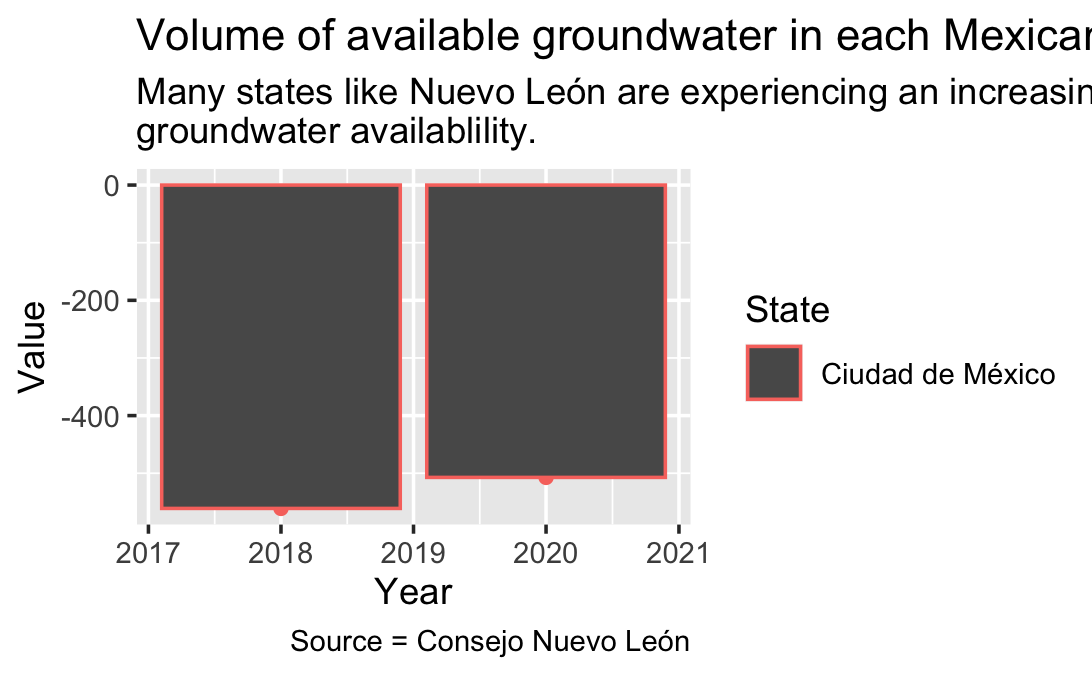 Volume of available groundwater in each Mexican
Many states like Nuevo León are experiencing an increasin
groundwater availablility.
0
-200
-400
Value
2017 2018 2019 2020 2021
Year
State
Ciudad de México
Source = Consejo Nuevo León